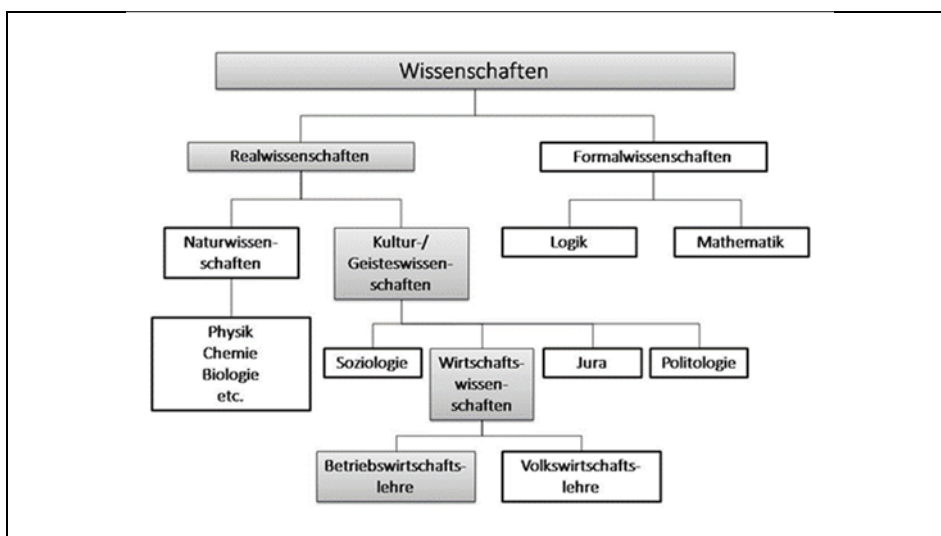 Wissenschaften
Realwissenschaften
Formalwissenschaften
Naturwissen-
schaften
Kultur-/
Geisteswissen-
schaften
Logik
Mathematik
Physik
Chemie
Biologie
etc.
Soziologie
Wirtschafts-
wissen-
schaften
Jura
Politologie
Betriebswirtschafts-
lehre
Volkswirtschafts-
lehre